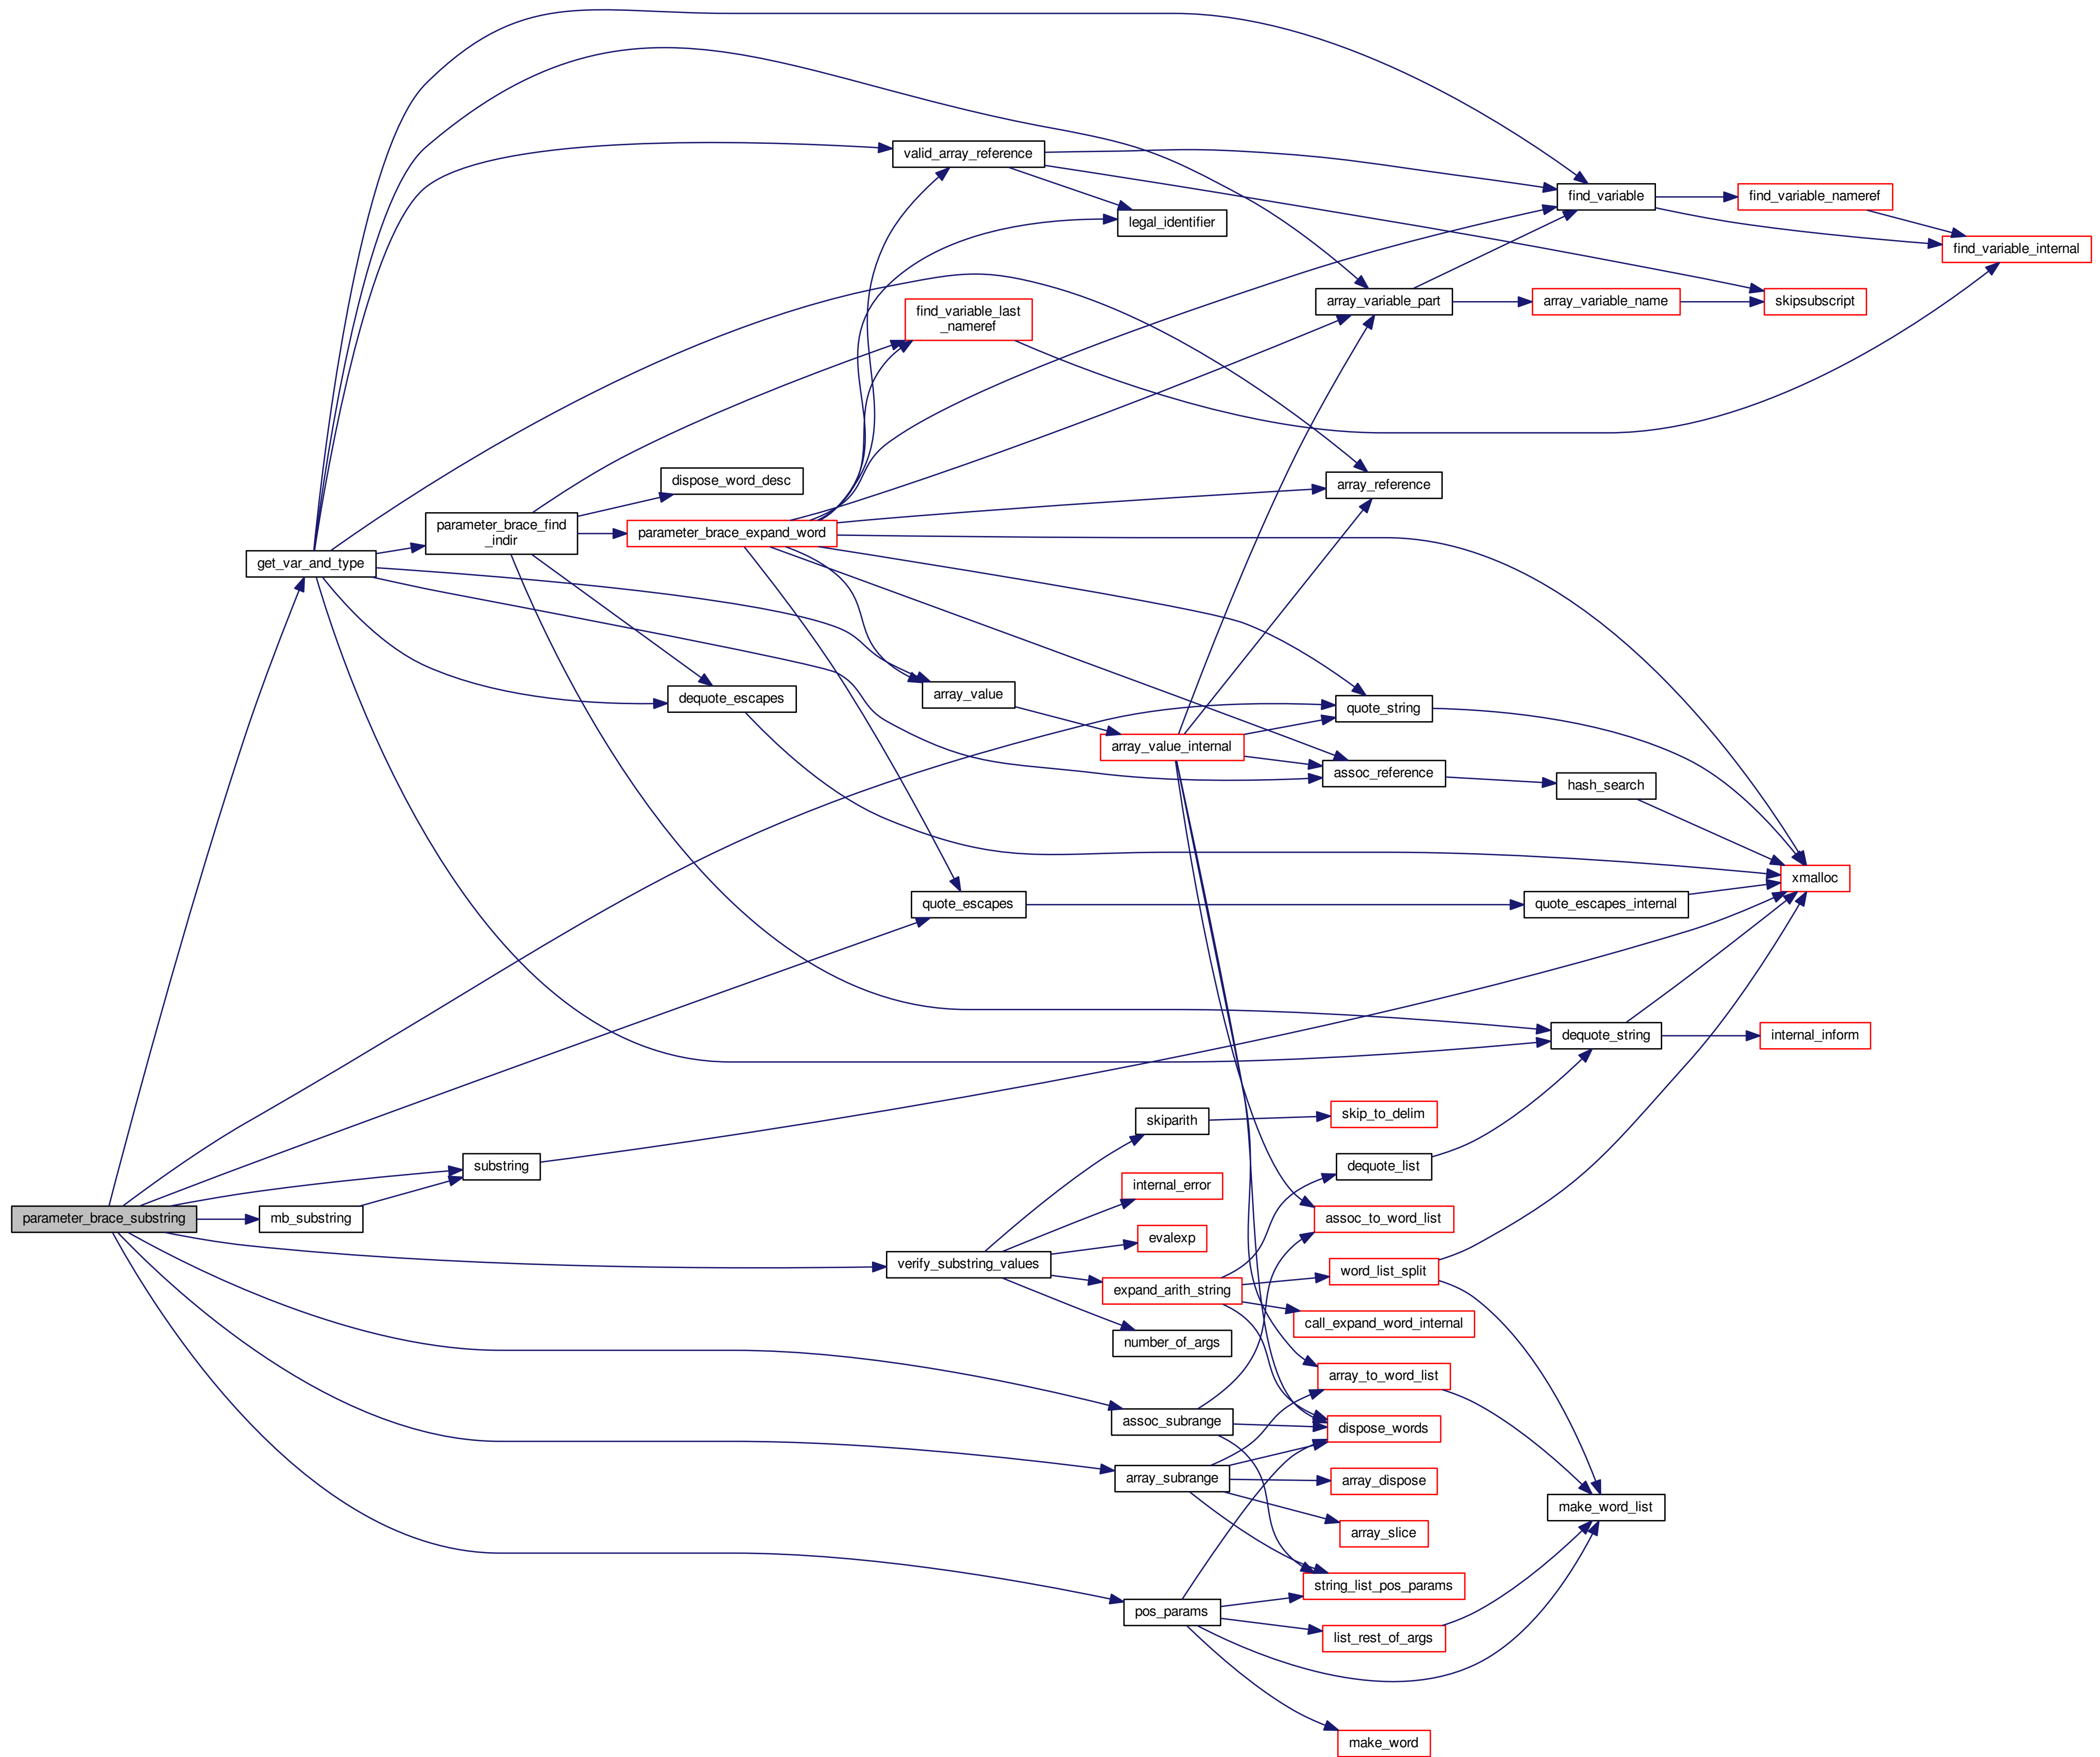 valid_array_reference
find_variable
find_variable_nameref
legal_identifier
find_variable_internal
array_variable_part
array_variable_name
skipsubscript
find_variable_last
_nameref
dispose_word_desc
array_reference
parameter_brace_find
_indir
parameter_brace_expand_word
get_var_and_type
dequote_escapes
array_value
quote_string
array_value_internal
assoc_reference
hash_search
xmalloc
quote_escapes
quote_escapes_internal
dequote_string
internal_inform
skiparith
skip_to_delim
substring
dequote_list
internal_error
parameter_brace_substring
mb_substring
assoc_to_word_list
evalexp
verify_substring_values
word_list_split
expand_arith_string
call_expand_word_internal
number_of_args
array_to_word_list
assoc_subrange
dispose_words
array_subrange
array_dispose
make_word_list
array_slice
string_list_pos_params
pos_params
list_rest_of_args
make_word